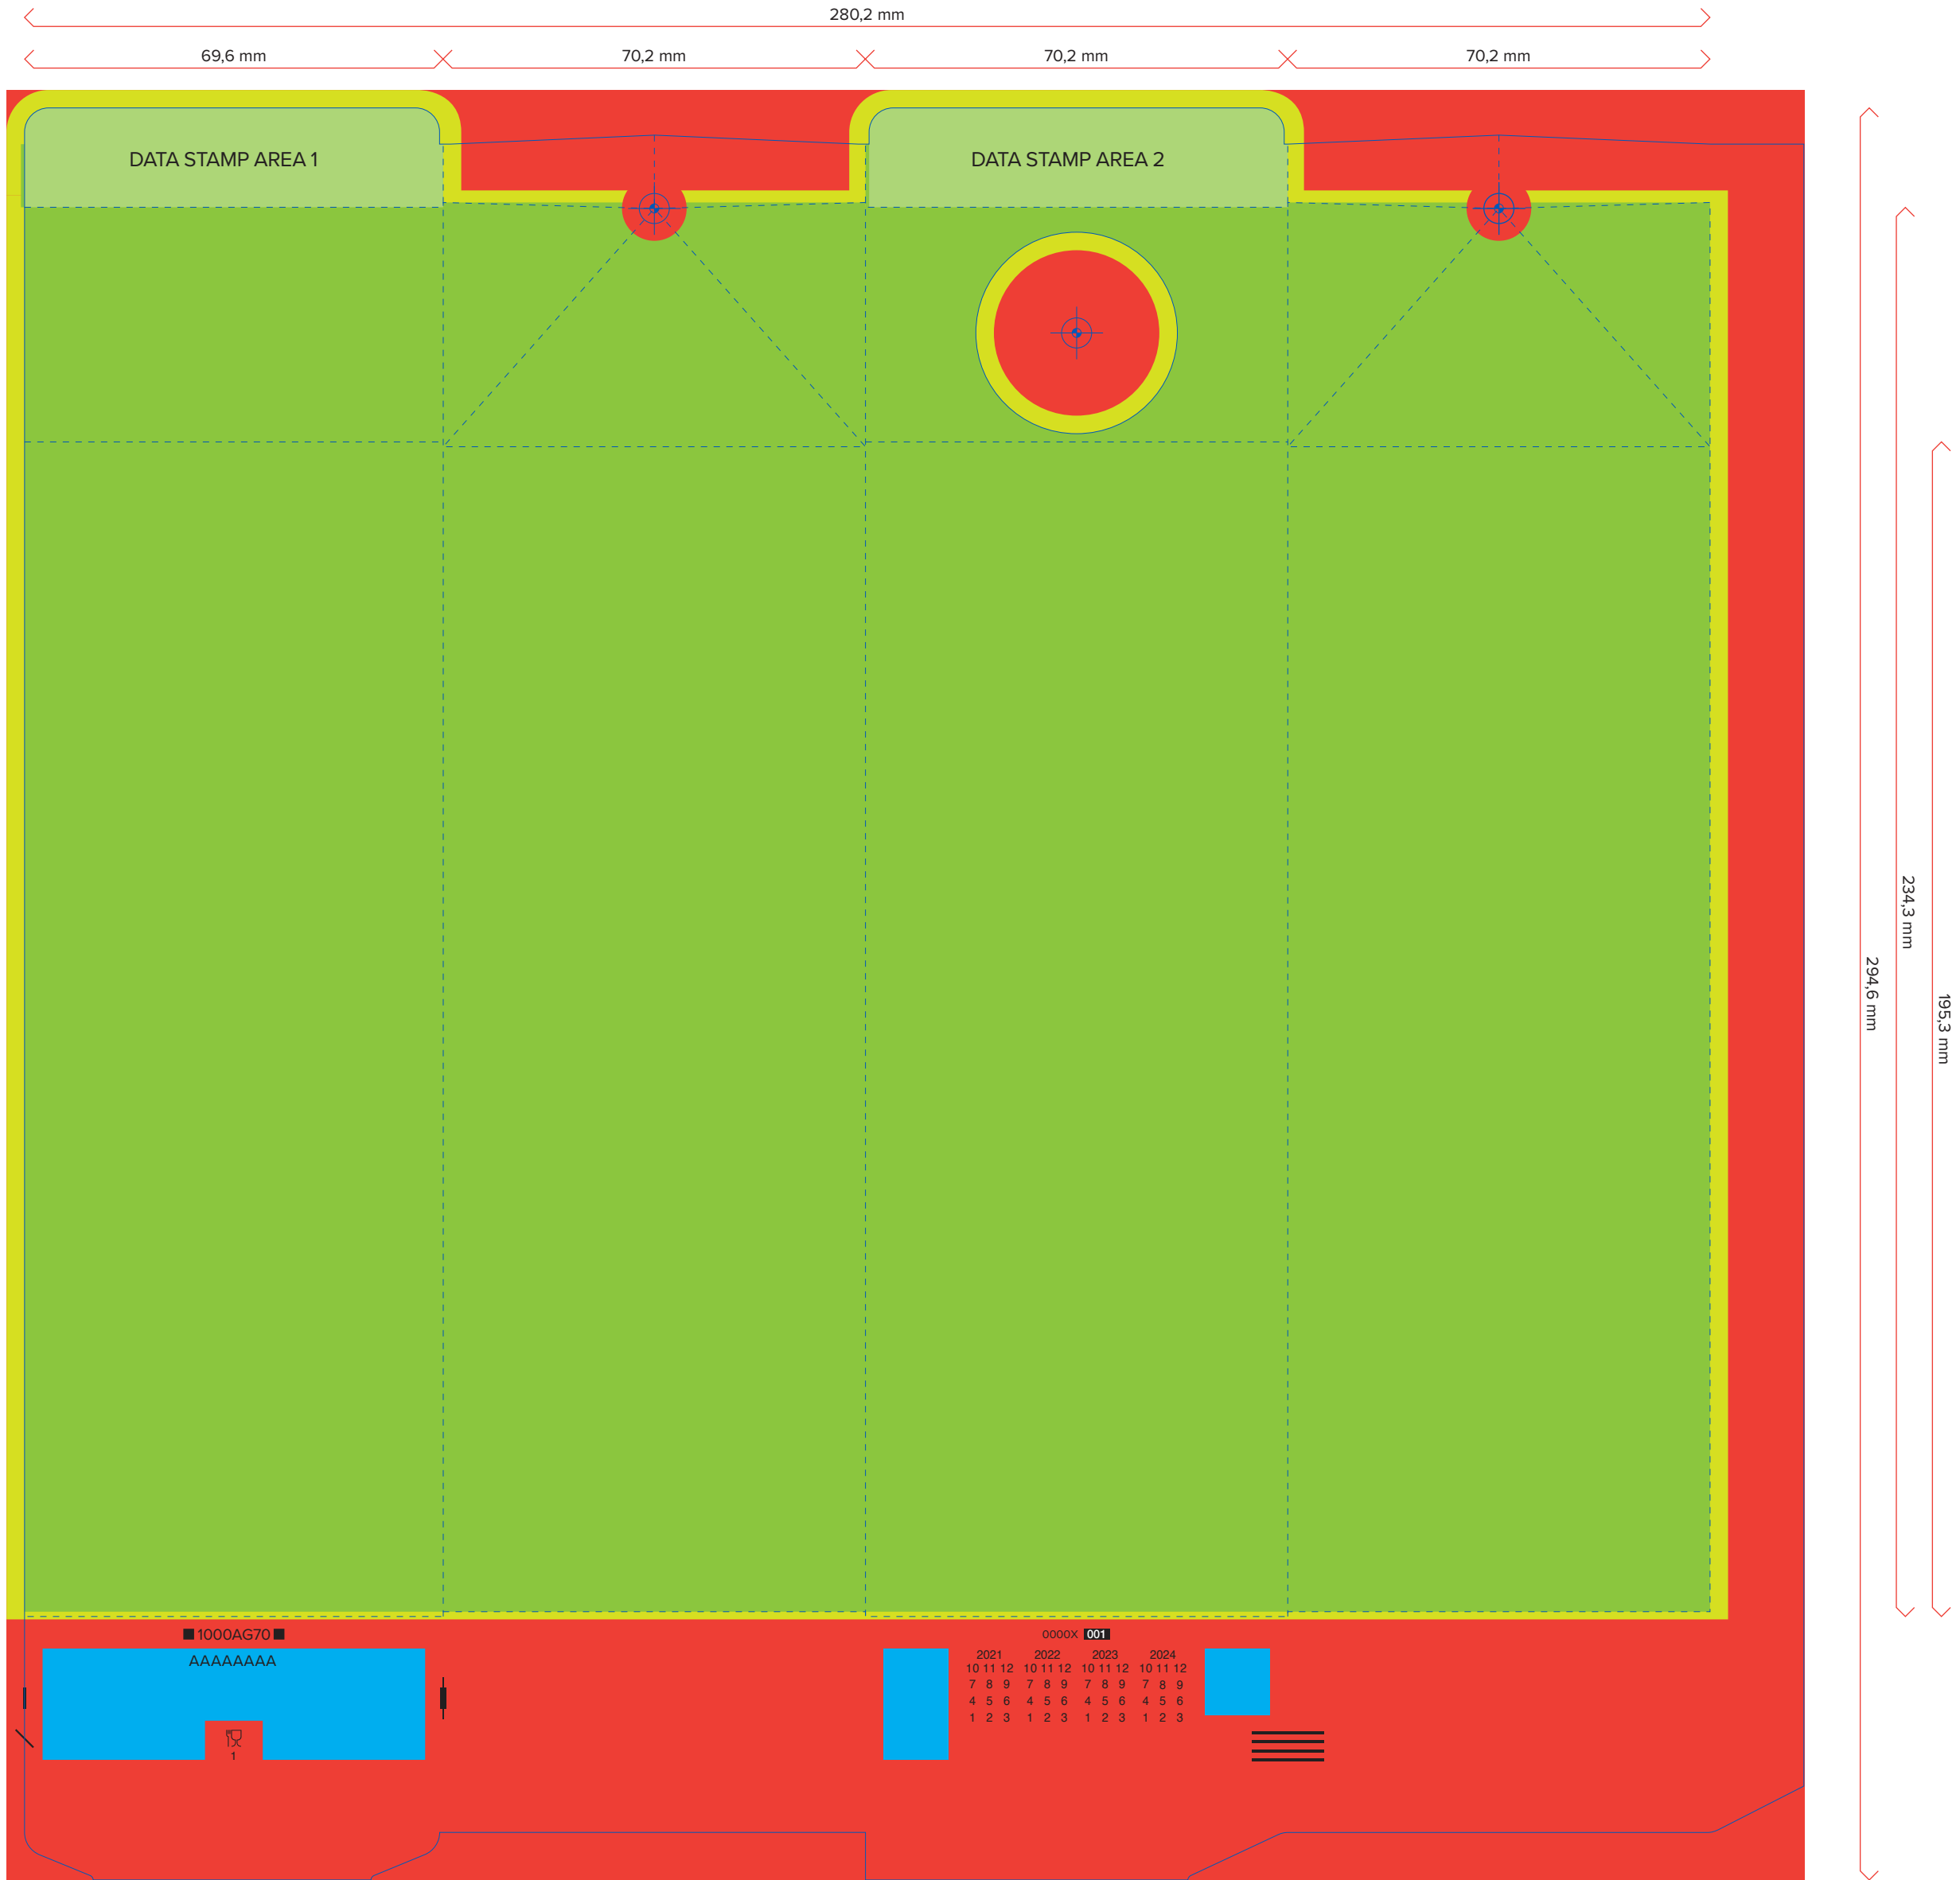 280,2 mm
69,6 mm 70,2 mm 70,2 mm 70,2 mm
DATA STAMP AREA 1 DATA STAMP AREA 2
234,3 mm
294,6 mm
195,3 mm
1000AG70
AAAAAAAA
1
0000X 001
2021 2022 2023 2024
10 11 12 10 11 12 10 11 12 10 11 12
7 8 9 7 8 9 7 8 9 7 8 9
4 5 6 4 5 6 4 5 6 4 5 6
1 2 3 1 2 3 1 2 3 1 2 3